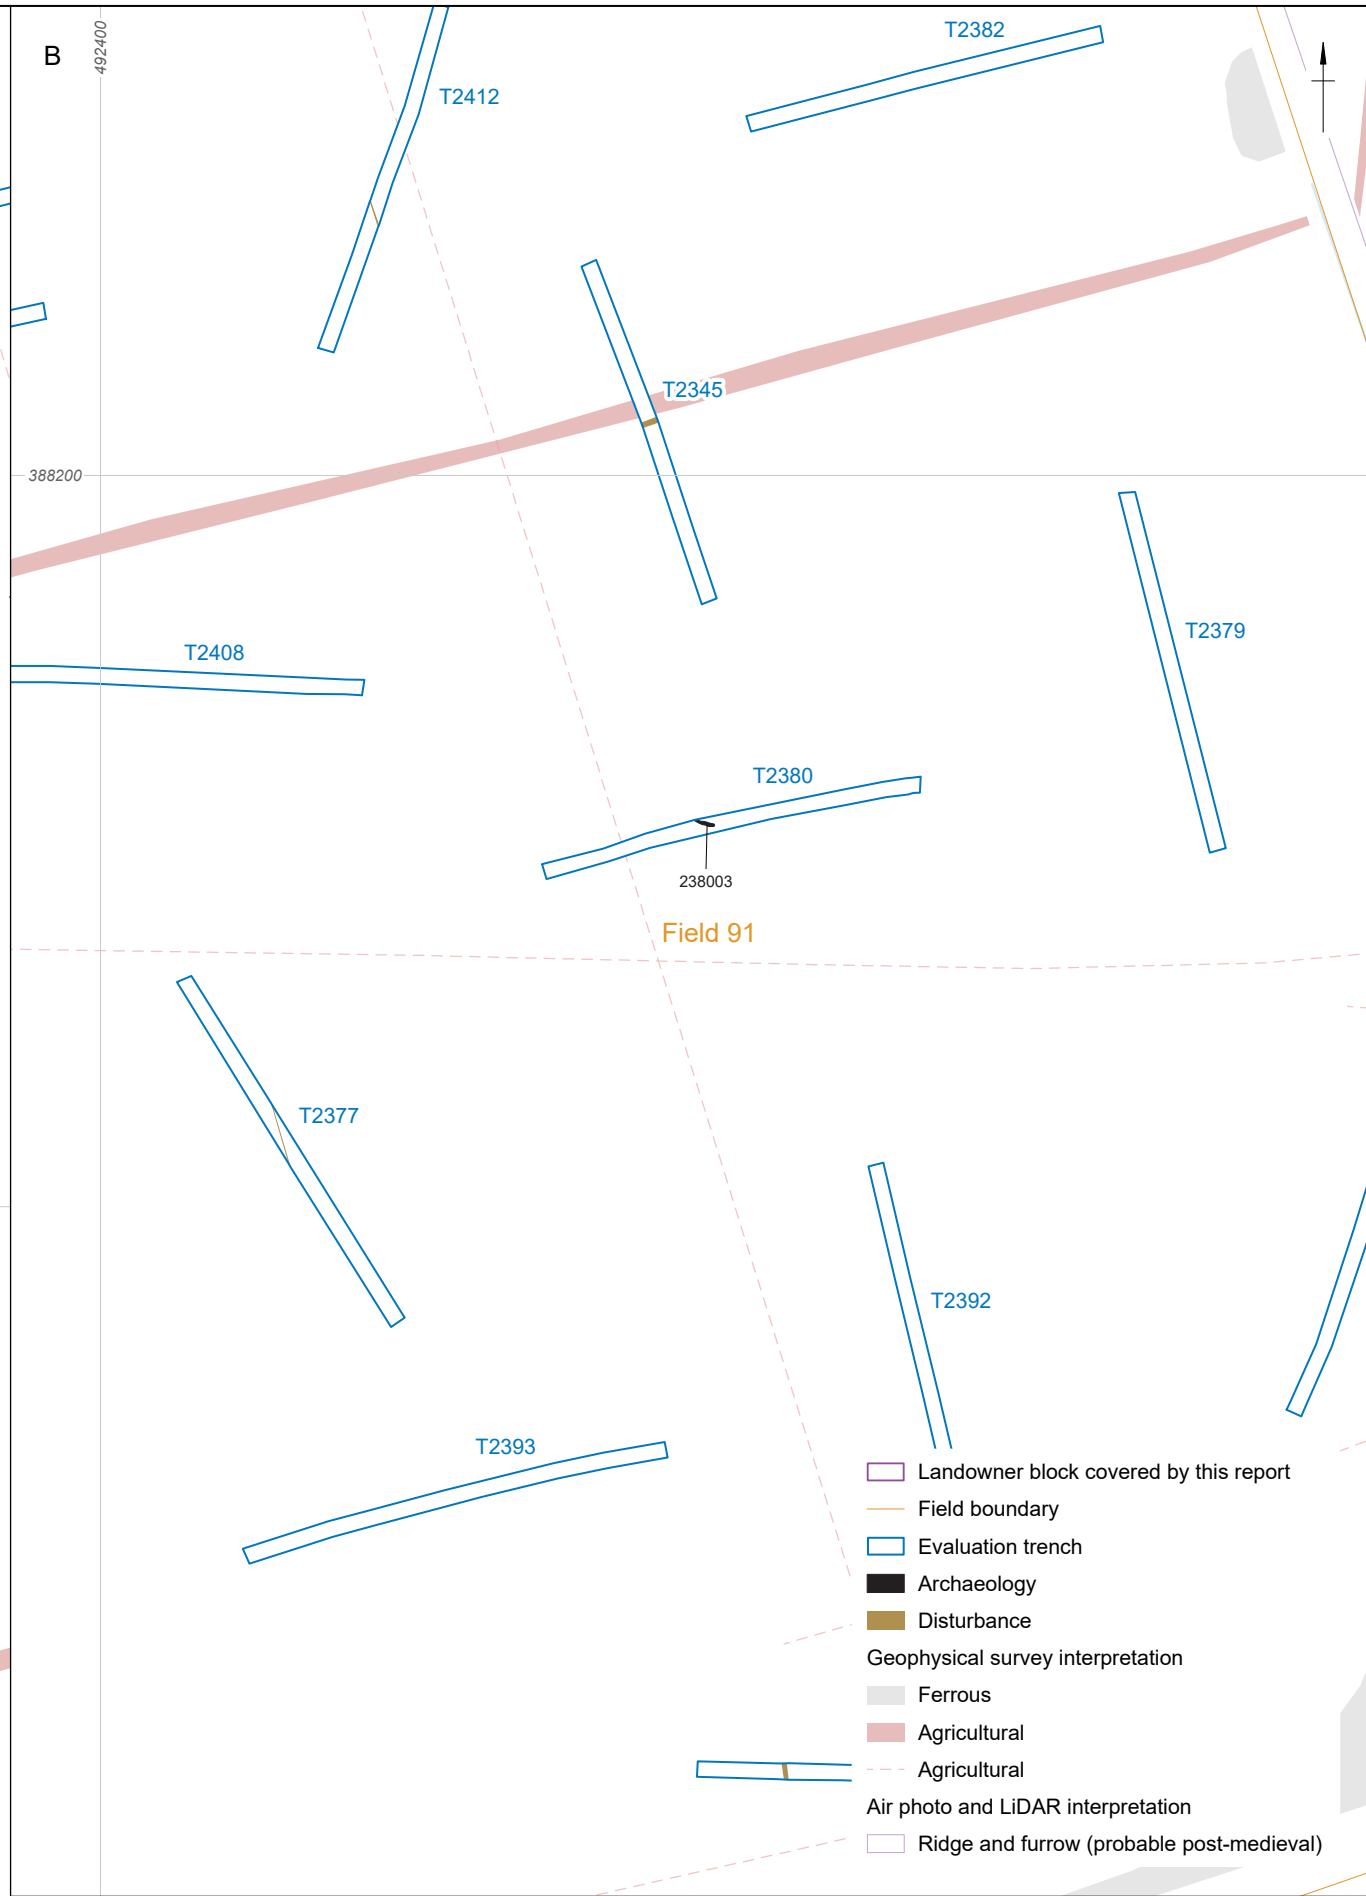 B
492400
T2382
T2412
T2345
388200
T2379
T2408
T2380
238003
Field 91
T2377
T2392
T2393
Landowner block covered by this report
Field boundary
Evaluation trench
Archaeology
Disturbance
Geophysical survey interpretation
Ferrous
Agricultural
Agricultural
Air photo and LiDAR interpretation
Ridge and furrow (probable post-medieval)